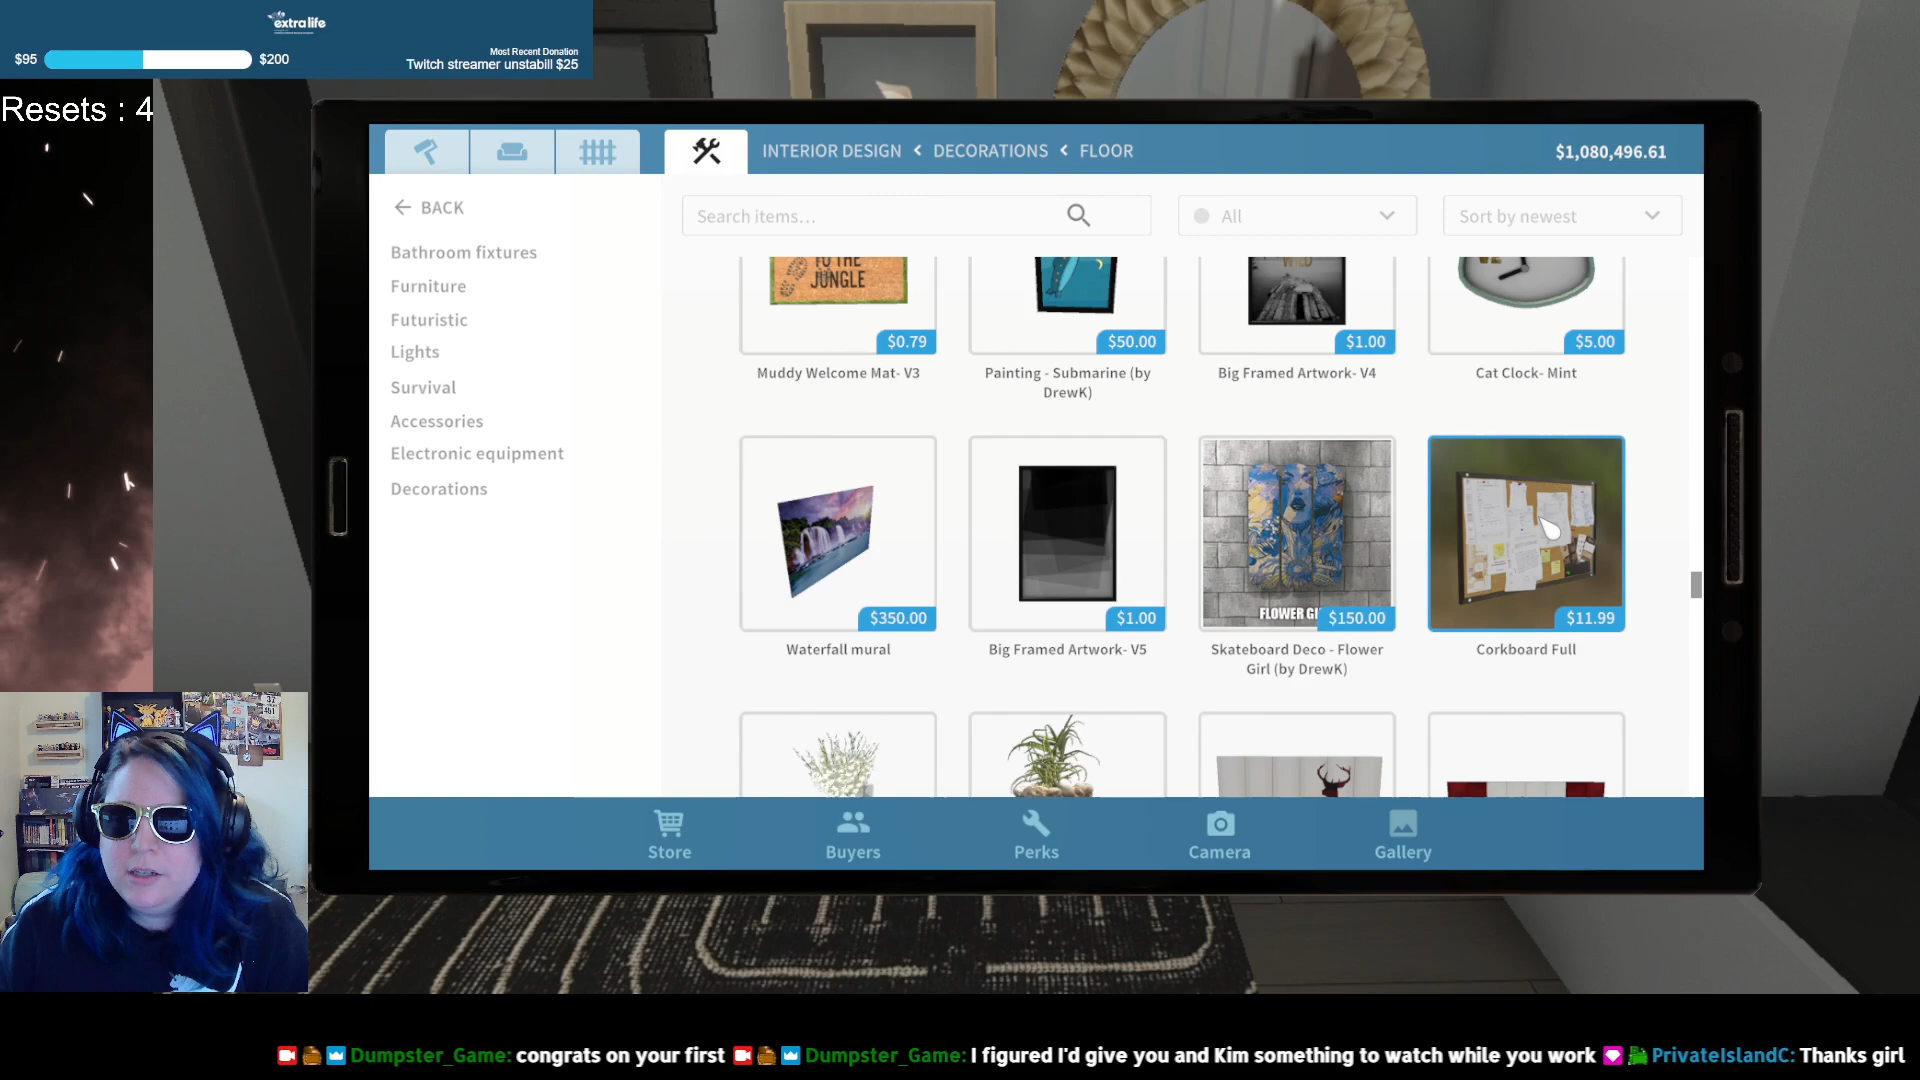 extralife
$95
$200
Most Recent Donation
Twitch streamer unstabill $25
Resets : 4
INTERIOR DESIGN < DECORATIONS < FLOOR
$1,080,496.61
BACK
Search items...
All
Sort by newest
Bathroom fixtures
Furniture
Futuristic
Lights
Survival
Accessories
Electronic equipment
Decorations
TO THE
JUNGLE
WILD
$0.79
$50.00
$1.00
$5.00
Muddy Welcome Mat- V3
Painting - Submarine (by
DrewK)
Big Framed Artwork- V4
Cat Clock- Mint
FLOWER GI
$350.00
$1.00
$150.00
$11.99
Waterfall mural
Big Framed Artwork- V5
Skateboard Deco - Flower
Girl (by DrewK)
Corkboard Full
Store
Buyers
Perks
Camera
Gallery
Dumpster_Game: congrats on your first Dumpster_Game: I figured I'd give you and Kim something to watch while you work PrivateIslandC: Thanks girl